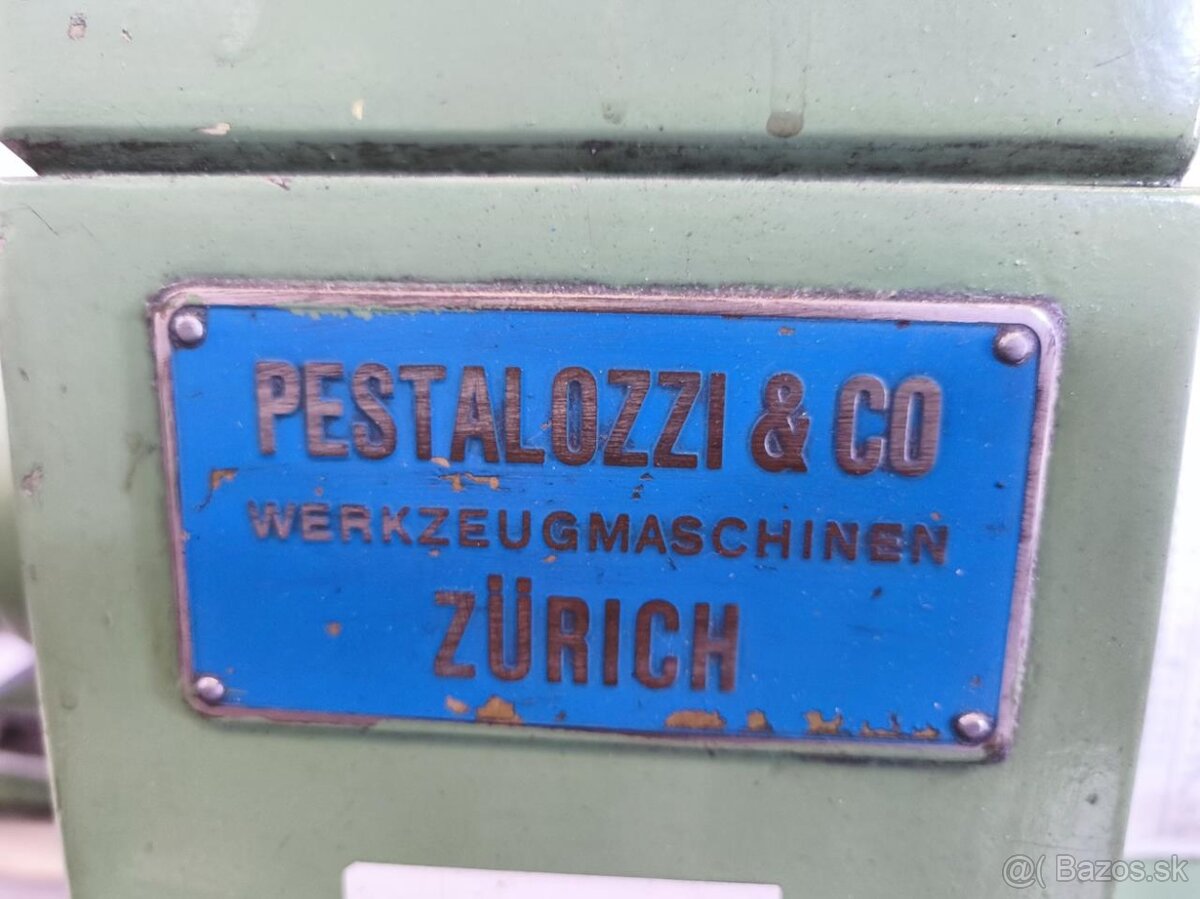 PESTALOZZI & CO
WERKZEUGMASCHINEN
ZÜRICH
@( Bazos.sk